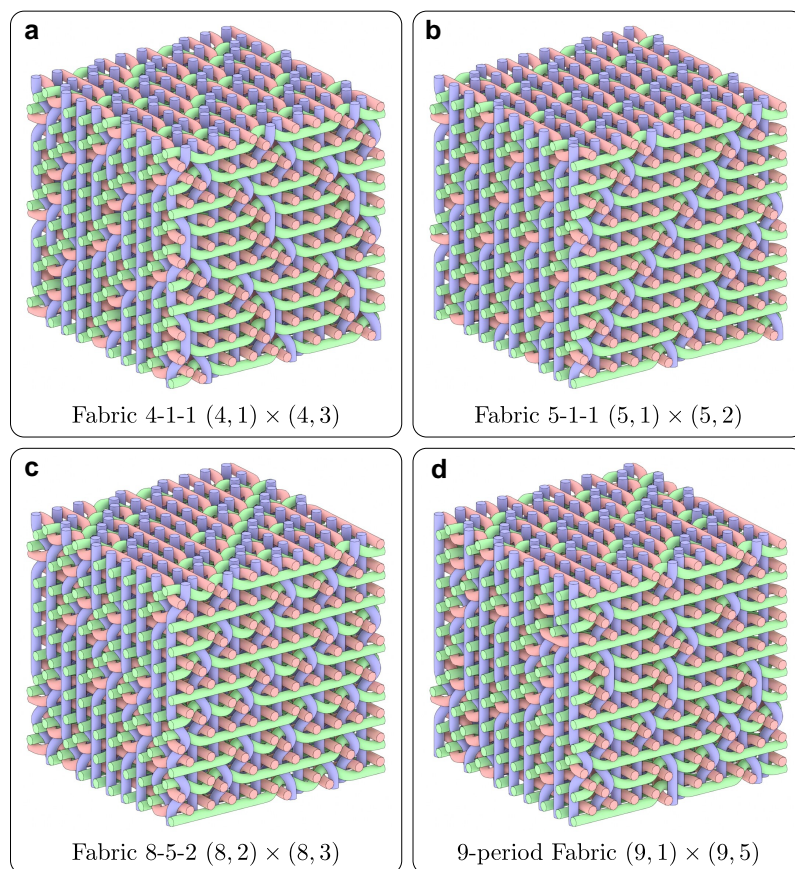 a
b
Fabric 4-1-1 (4, 1) × (4, 3)
Fabric 5-1-1 (5, 1) × (5, 2)
c
d
Fabric 8-5-2 (8, 2) × (8, 3)
9-period Fabric (9, 1) × (9, 5)